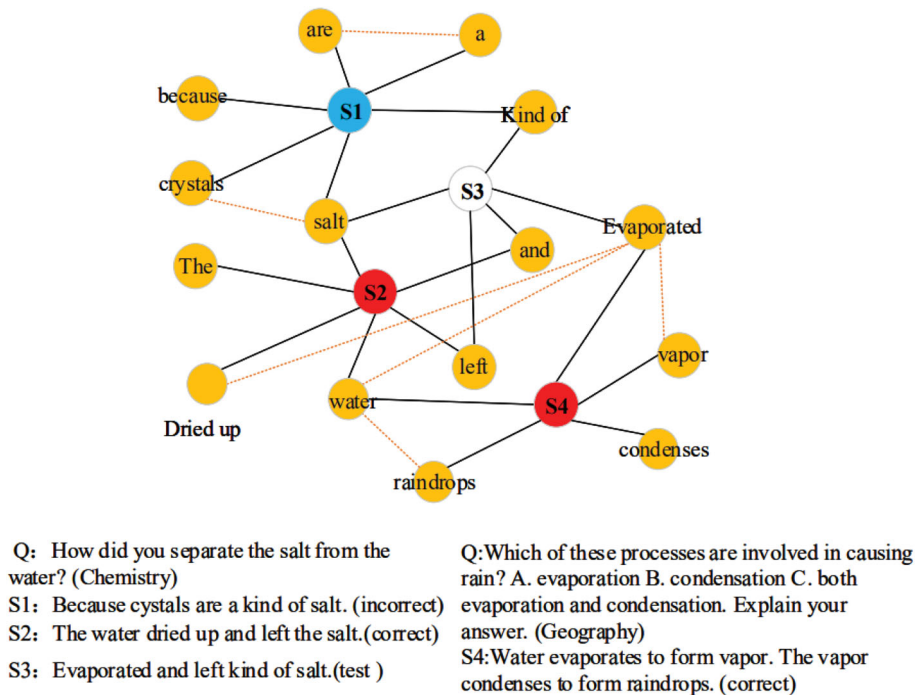 are
a
because
S1
Kind of
crystals
S3
salt
Evaporated
and
The
S2
left
vapor
water
S4
Dried up
condenses
raindrops
Q: How did you separate the salt from the
water? (Chemistry)
S1: Because cystals are a kind of salt. (incorrect)
S2: The water dried up and left the salt.(correct)
S3: Evaporated and left kind of salt.(test )
Q:Which of these processes are involved in causing
rain? A. evaporation B. condensation C. both
evaporation and condensation. Explain your
answer. (Geography)
S4:Water evaporates to form vapor. The vapor
condenses to form raindrops. (correct)